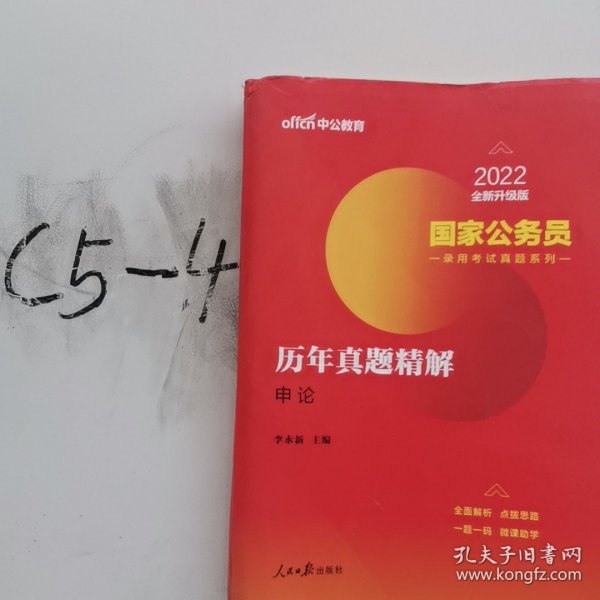 C5-4
offcn中公教育
2022
全新升级版
国家公务员
录用考试真题系列
历年真题精解
申论
李永新 主编
全面解析 点拨思路
一题一码 微课助学
人民日报出版社
孔夫子旧书网
www.kongfz.com